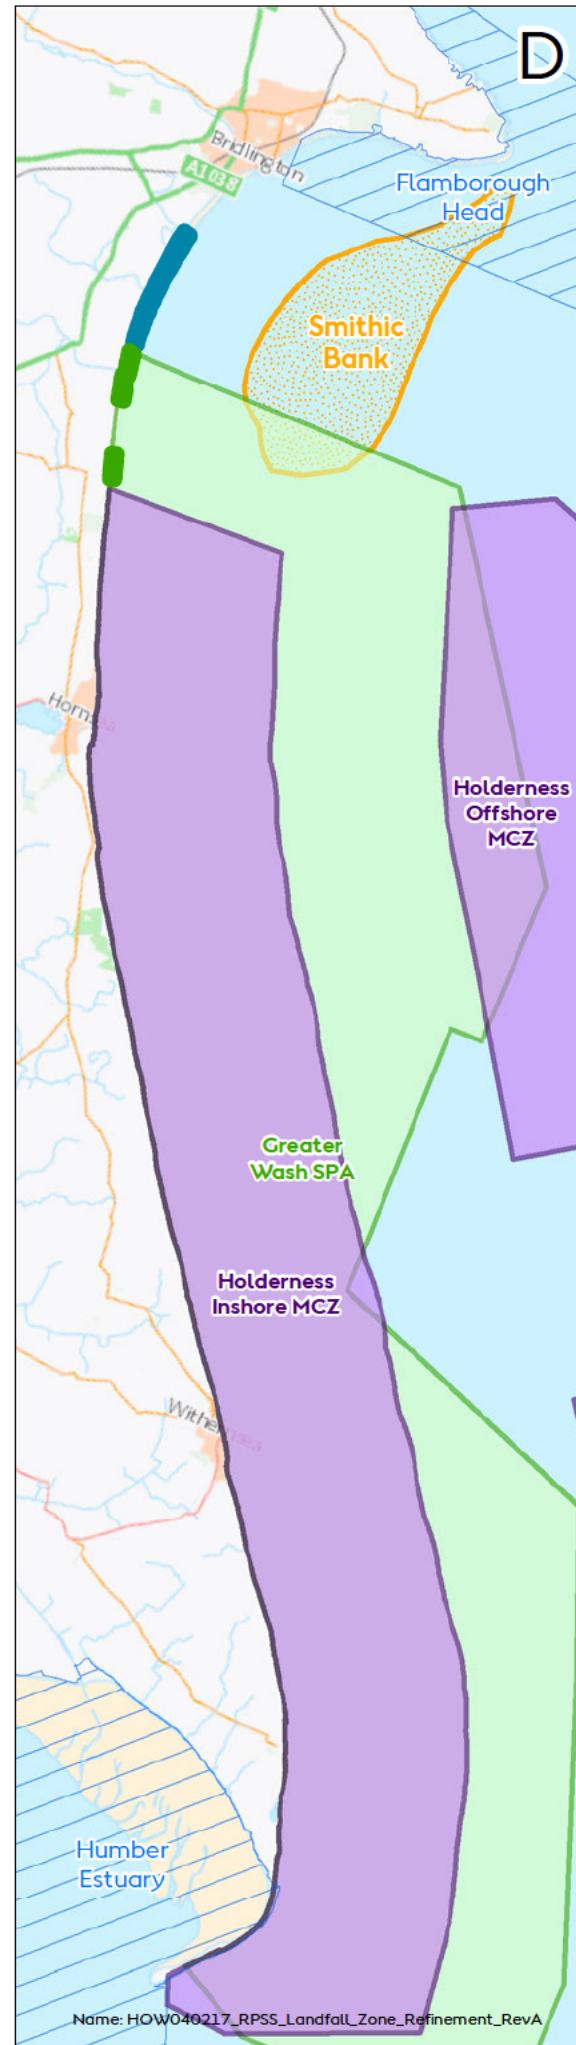 D
Bridlington
A1038
Flamborough
Head
Smithic
Bank
Hornsea
Holderness
Offshore
MCZ
Greater
Wash SPA
Holderness
Inshore MCZ
Withernsea
Humber
Estuary
Name: HOW040217_RPSS_Landfall_Zone_Refinement_RevA